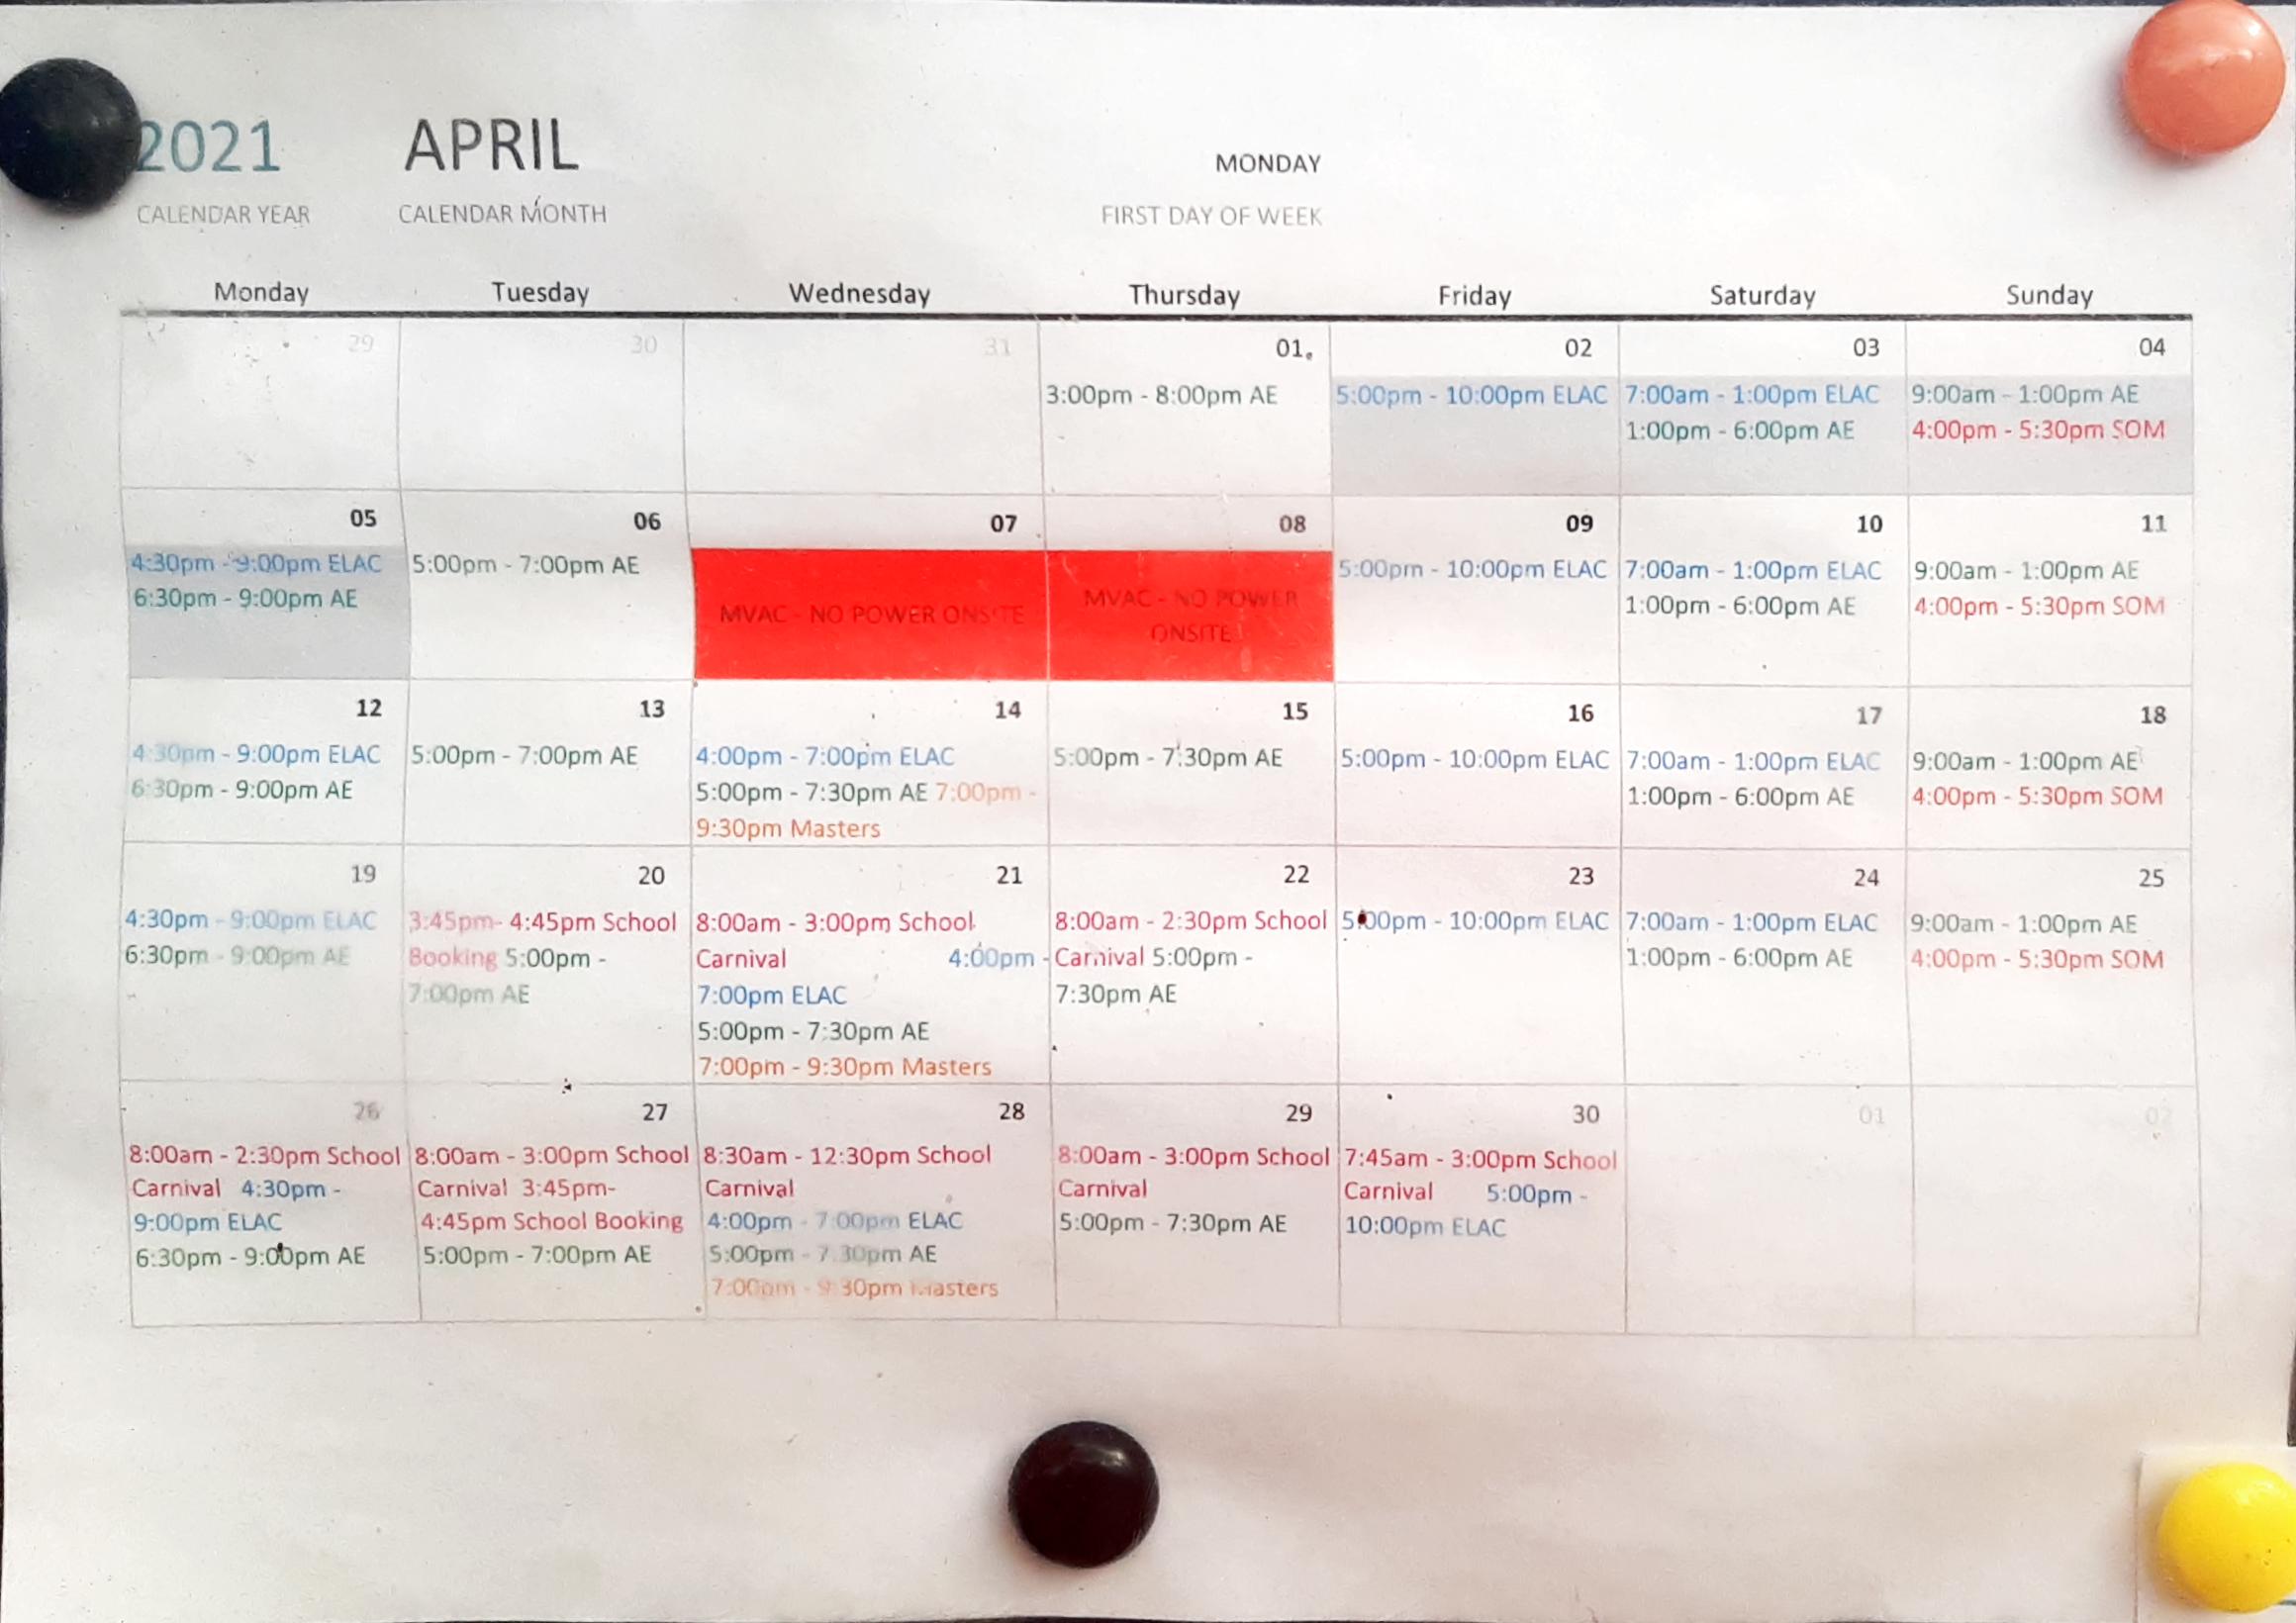 2021 APRIL MONDAY
CALENDAR YEAR CALENDAR MONTH FIRST DAY OF WEEK
Monday Tuesday Wednesday Thursday Friday Saturday Sunday
29 30 31 01 02 03 04
3:00pm - 8:00pm AE 5:00pm - 10:00pm ELAC 7:00am - 1:00pm ELAC 9:00am - 1:00pm AE
1:00pm - 6:00pm AE 4:00pm - 5:30pm SOM
05 06 07 08 09 10 11
4:30pm - 9:00pm ELAC 5:00pm - 7:00pm AE MVAC - NO POWER ONSITE MVAC - NO POWER 5:00pm - 10:00pm ELAC 7:00am - 1:00pm ELAC 9:00am - 1:00pm AE
6:30pm - 9:00pm AE ONSITE 1:00pm - 6:00pm AE 4:00pm - 5:30pm SOM
12 13 14 15 16 17 18
4:30pm - 9:00pm ELAC 5:00pm - 7:00pm AE 4:00pm - 7:00pm ELAC 5:00pm - 7:30pm AE 5:00pm - 10:00pm ELAC 7:00am - 1:00pm ELAC 9:00am - 1:00pm AE
6:30pm - 9:00pm AE 5:00pm - 7:30pm AE 7:00pm - 1:00pm - 6:00pm AE 4:00pm - 5:30pm SOM
9:30pm Masters
19 20 21 22 23 24 25
4:30pm - 9:00pm ELAC 3:45pm- 4:45pm School 8:00am - 3:00pm School 8:00am - 2:30pm School 5:00pm - 10:00pm ELAC 7:00am - 1:00pm ELAC 9:00am - 1:00pm AE
6:30pm - 9:00pm AE Booking 5:00pm - Carnival 4:00pm - Carnival 5:00pm - 1:00pm - 6:00pm AE 4:00pm - 5:30pm SOM
7:00pm AE 7:00pm ELAC 7:30pm AE
5:00pm - 7:30pm AE
7:00pm - 9:30pm Masters
26 27 28 29 30 01 02
8:00am - 2:30pm School 8:00am - 3:00pm School 8:30am - 12:30pm School 8:00am - 3:00pm School 7:45am - 3:00pm School
Carnival 4:30pm - Carnival 3:45pm- Carnival Carnival Carnival 5:00pm -
9:00pm ELAC 4:45pm School Booking 4:00pm - 7:00pm ELAC 5:00pm - 7:30pm AE 10:00pm ELAC
6:30pm - 9:00pm AE 5:00pm - 7:00pm AE 5:00pm - 7:30pm AE
7:00pm - 9:30pm Masters